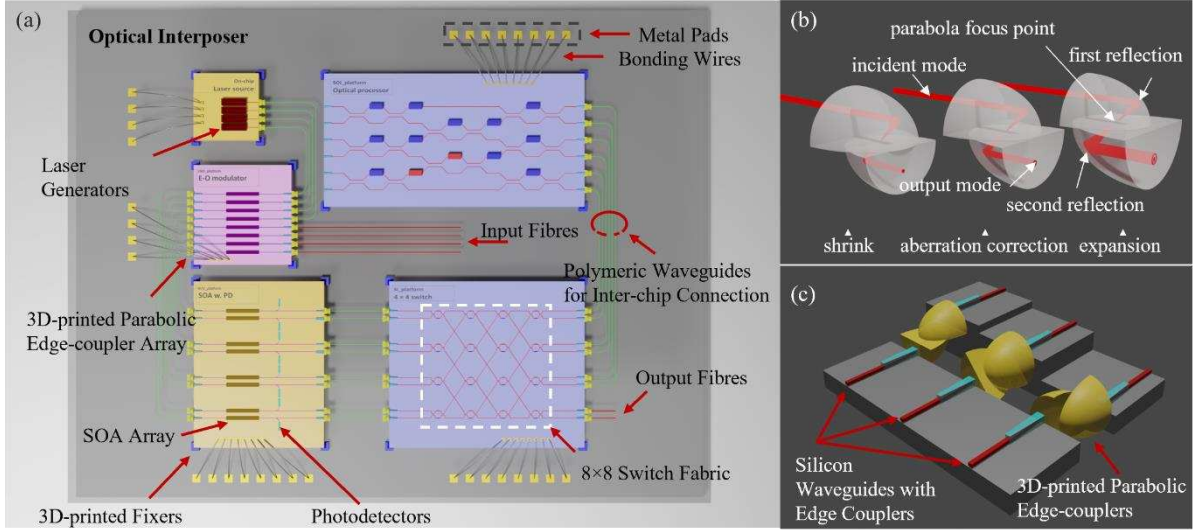 (a)
Optical Interposer
Metal Pads
Bonding Wires
On-chip
Laser source
Optical processor
Laser
Generators
E-O modulator
Input Fibres
Polymeric Waveguides
for Inter-chip Connection
SOA w. PD
4 × 4 switch
3D-printed Parabolic
Edge-coupler Array
Output Fibres
SOA Array
8×8 Switch Fabric
3D-printed Fixers
Photodetectors
(b)
parabola focus point
first reflection
incident mode
output mode
second reflection
shrink
aberration correction
expansion
(c)
Silicon
Waveguides with
Edge Couplers
3D-printed Parabolic
Edge-couplers